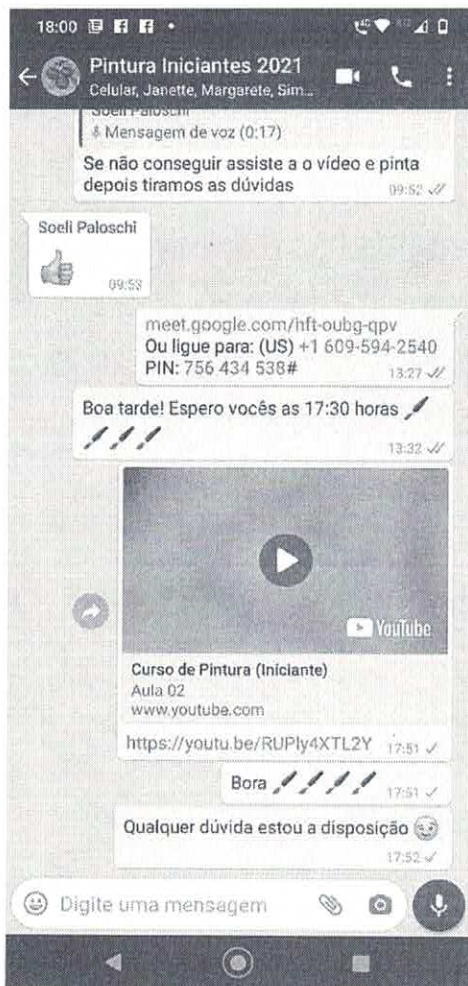 18:00
Pintura Iniciantes 2021
Celular, Janette, Margarete, Sim...
Soeli Paloschi
Mensagem de voz (0:17)
Se não conseguir assiste a o vídeo e pinta
depois tiramos as dúvidas
09:52
Soeli Paloschi
09:53
meet.google.com/hft-oubg-qpv
Ou ligue para: (US) +1 609-594-2540
PIN: 756 434 538#
13:27
Boa tarde! Espero vocês as 17:30 horas
13:32
YouTube
Curso de Pintura (Iniciante)
Aula 02
www.youtube.com
https://youtu.be/RUPly4XTL2Y 17:51
Bora 17:51
Qualquer dúvida estou a disposição
17:52
Digite uma mensagem